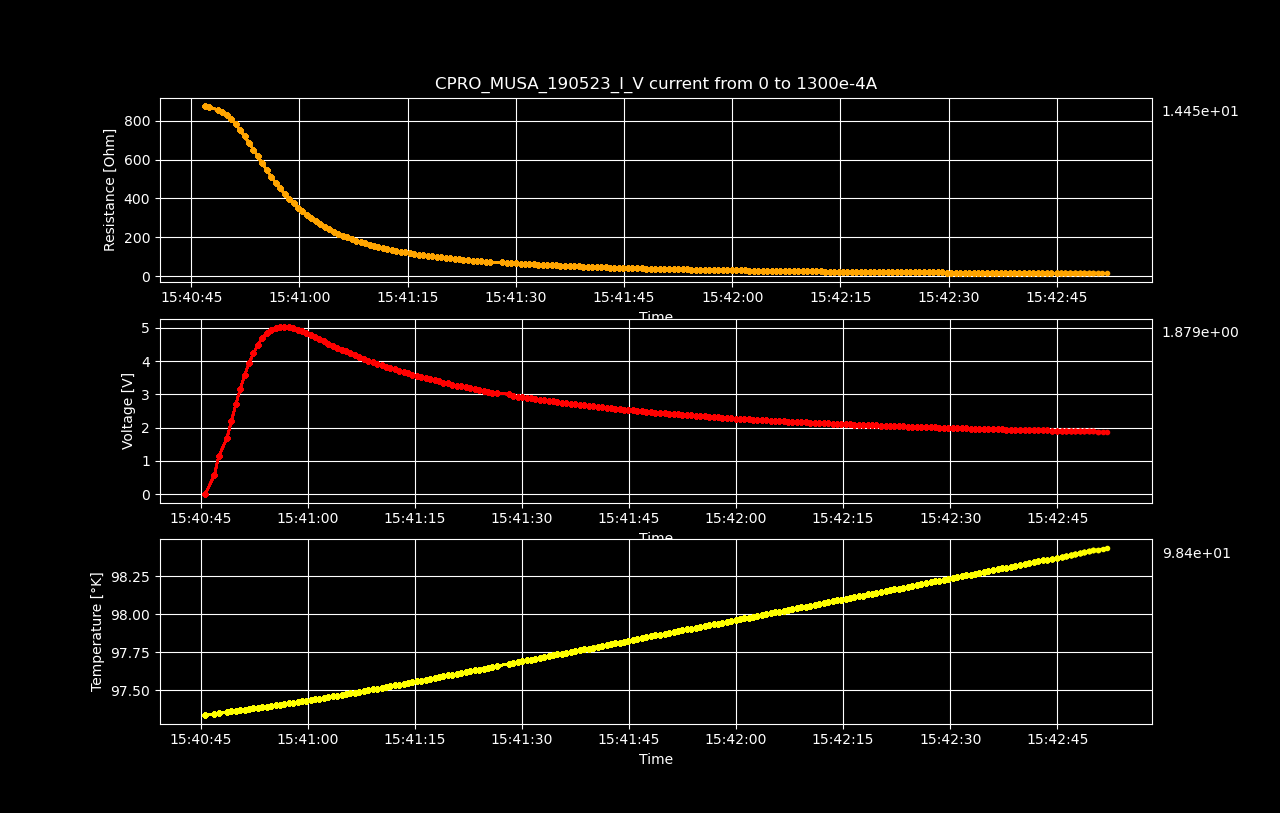 CPRO_MUSA_190523_I_V current from 0 to 1300e-4A
1.445e+01
Resistance [Ohm]
800
600
400
200
0
15:40:45 15:41:00 15:41:15 15:41:30 15:41:45 15:42:00 15:42:15 15:42:30 15:42:45
Time
1.879e+00
Voltage [V]
5
4
3
2
1
0
15:40:45 15:41:00 15:41:15 15:41:30 15:41:45 15:42:00 15:42:15 15:42:30 15:42:45
Time
9.84e+01
Temperature [°K]
98.25
98.00
97.75
97.50
15:40:45 15:41:00 15:41:15 15:41:30 15:41:45 15:42:00 15:42:15 15:42:30 15:42:45
Time